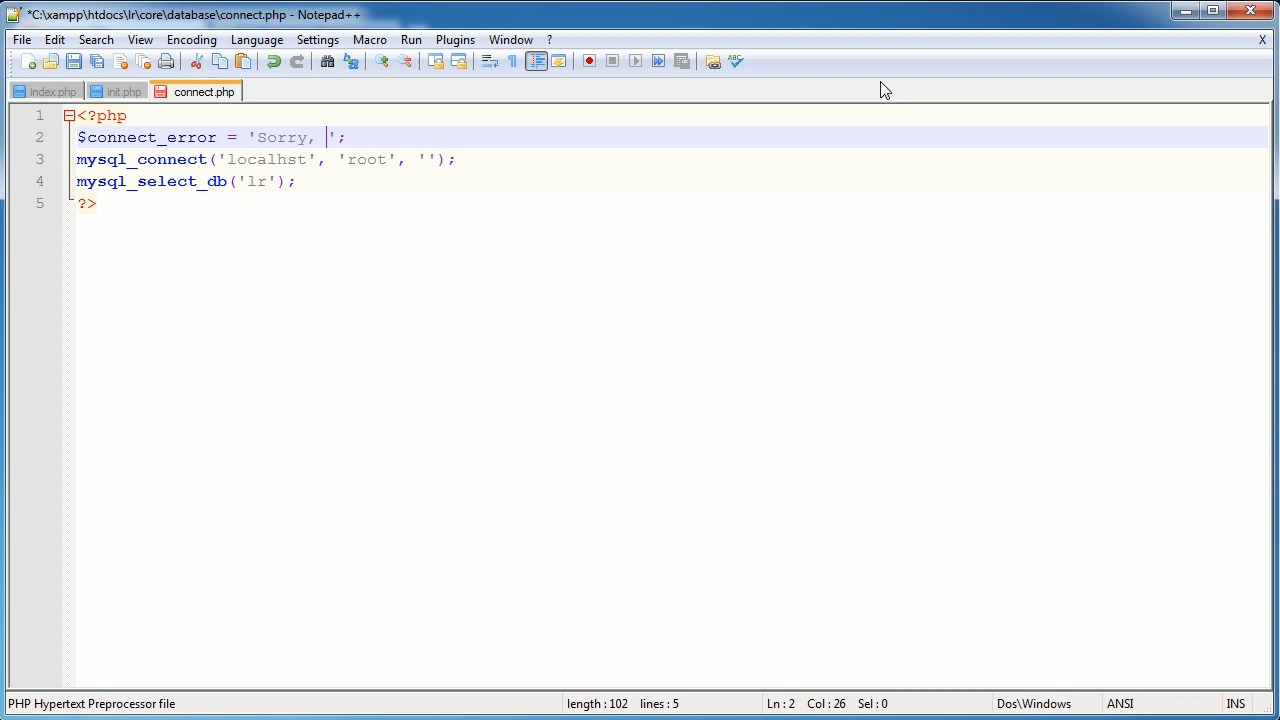 *C:\xampp\htdocs\lr\core\database\connect.php - Notepad++
File Edit Search View Encoding Language Settings Macro Run Plugins Window ? X
index.php init.php connect.php
1 <?php
2 $connect_error = 'Sorry, ';
3 mysql_connect('localhst', 'root', '');
4 mysql_select_db('lr');
5 ?>
PHP Hypertext Preprocessor file length : 102 lines : 5 Ln : 2 Col : 26 Sel : 0 Dos\Windows ANSI INS